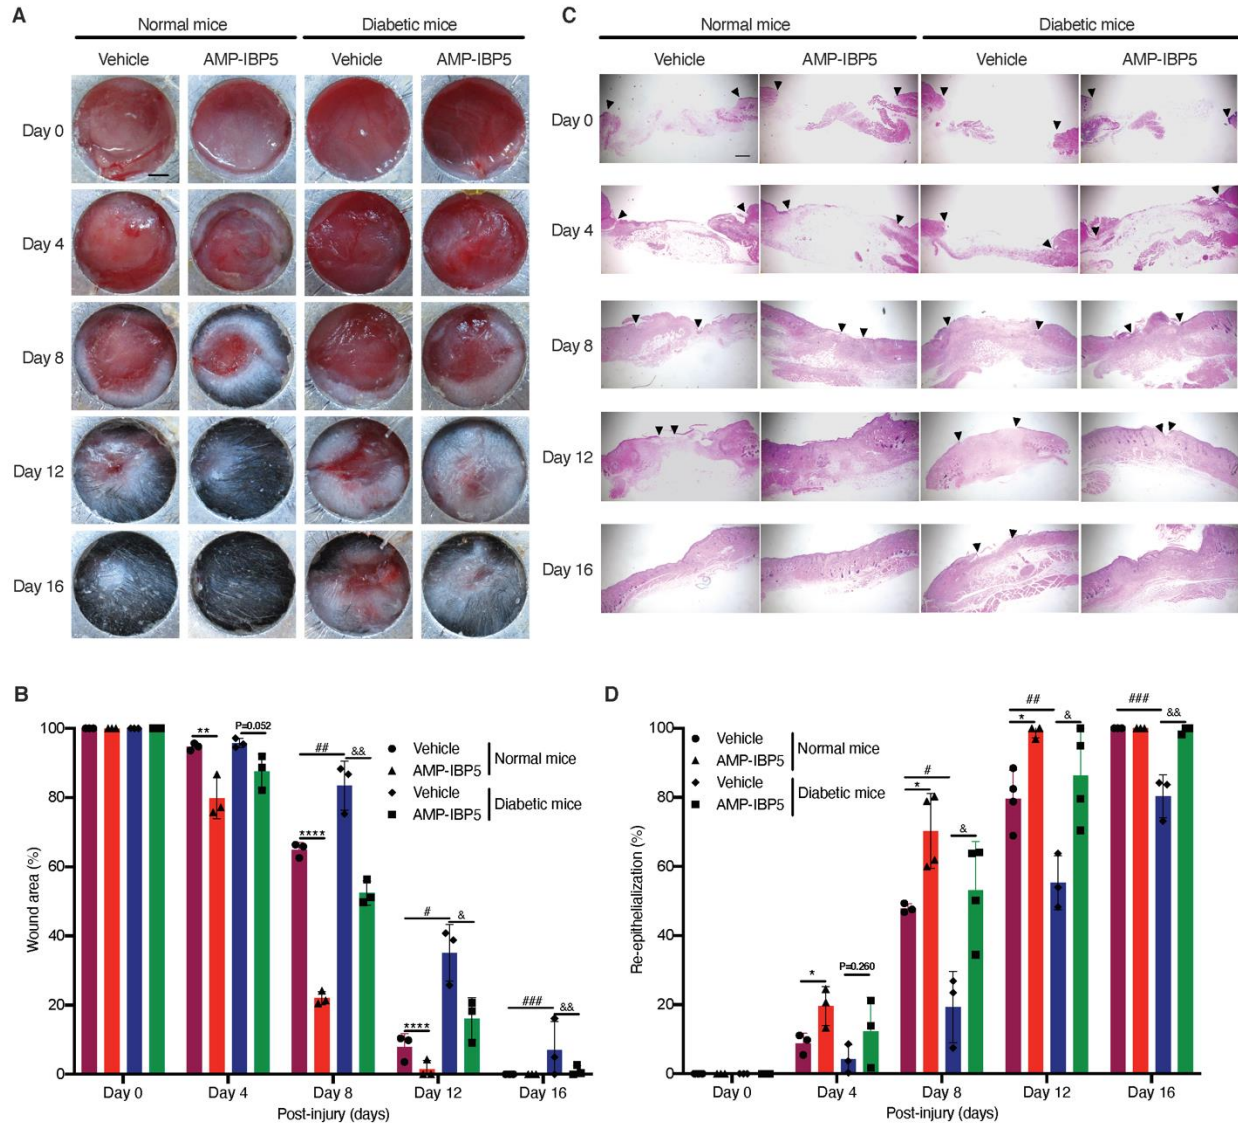 A
Normal mice Diabetic mice
Vehicle AMP-IBP5 Vehicle AMP-IBP5
Day 0
Day 4
Day 8
Day 12
Day 16
C
Normal mice Diabetic mice
Vehicle AMP-IBP5 Vehicle AMP-IBP5
Day 0
Day 4
Day 8
Day 12
Day 16
B
Wound area (%)
100
80
60
40
20
0
** P=0.052
**** ## &&
**** # &
### &&
Vehicle
AMP-IBP5
Normal mice
Vehicle
AMP-IBP5
Diabetic mice
Day 0 Day 4 Day 8 Day 12 Day 16
Post-injury (days)
D
Re-epithelialization (%)
100
80
60
40
20
0
* P=0.260
* # &
* ## &
### &&
Vehicle
AMP-IBP5
Normal mice
Vehicle
AMP-IBP5
Diabetic mice
Day 0 Day 4 Day 8 Day 12 Day 16
Post-injury (days)